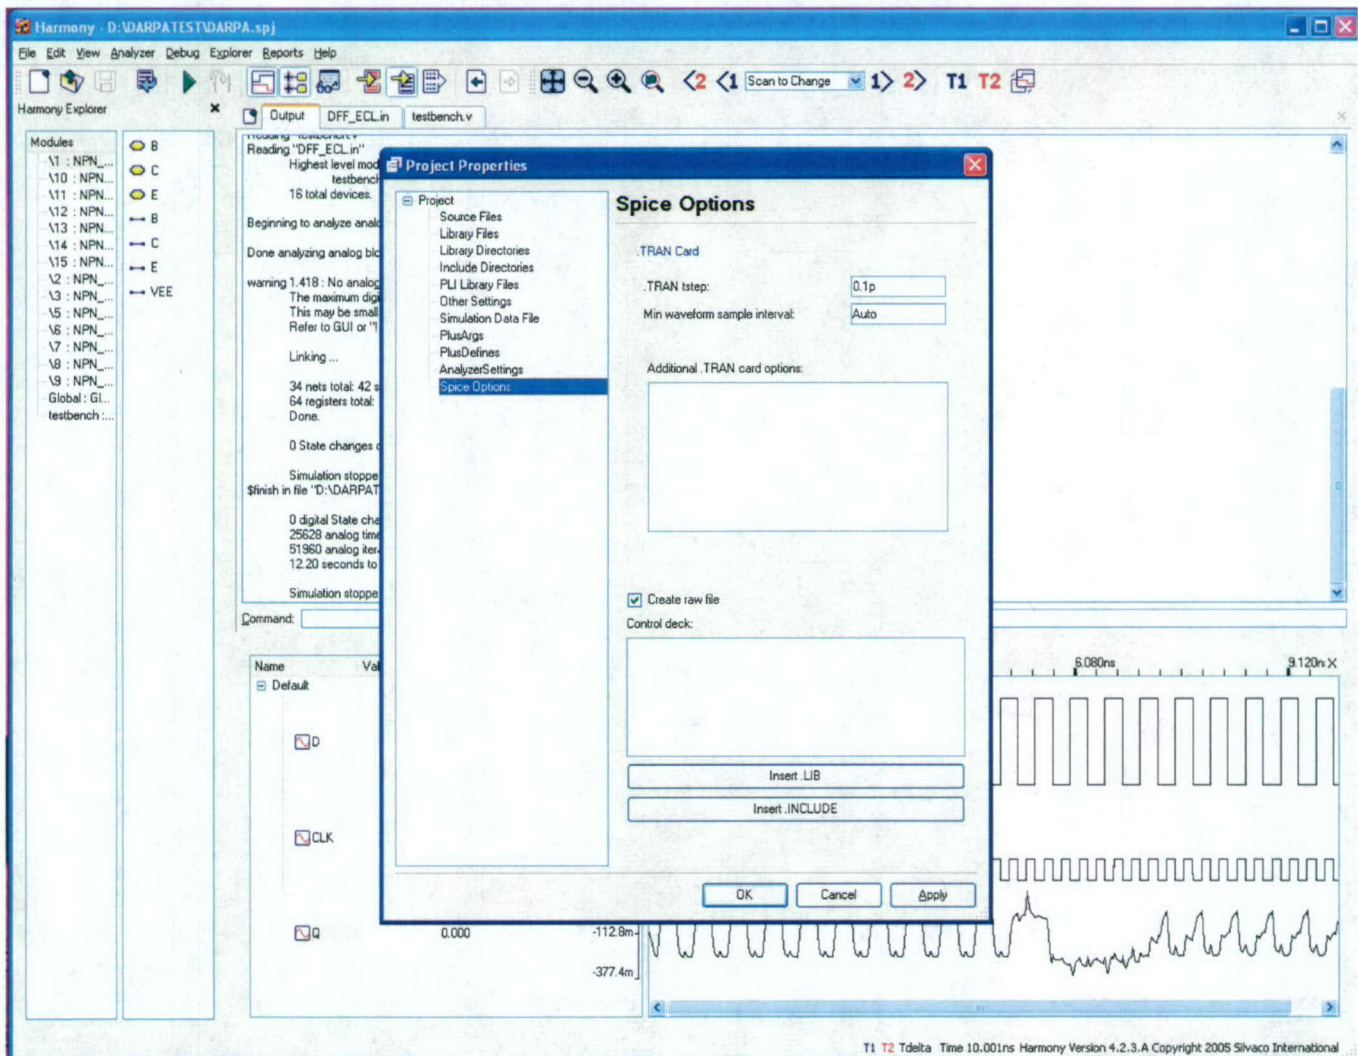 Harmony - D:\DARPATEST\DARPA.spj
File Edit View Analyzer Debug Explorer Reports Help
<2 <1 Scan to Change 1> 2> T1 T2
Harmony Explorer
Output DFF_ECL.in testbench.v
Modules
\1 : NPN_...
\10 : NPN...
\11 : NPN...
\12 : NPN...
\13 : NPN...
\14 : NPN...
\15 : NPN...
\2 : NPN_...
\3 : NPN_...
\5 : NPN_...
\6 : NPN_...
\7 : NPN_...
\8 : NPN_...
\9 : NPN_...
Global : Gl...
testbench :...
B
C
E
B
C
E
VEE
Reading "testbench.v"
Reading "DFF_ECL.in"
Highest level mod
testbench
16 total devices.
Beginning to analyze analo
Done analyzing analog blo
warning 1.418 : No analog
The maximum digi
This may be small
Refer to GUI or "!
Linking ...
34 nets total: 42 s
64 registers total:
Done.
0 State changes o
Simulation stoppe
$finish in file "D:\DARPAT
0 digital State cha
25628 analog time
51960 analog iter
12.20 seconds to
Simulation stoppe
Command:
Project Properties
Project
Source Files
Library Files
Library Directories
Include Directories
PLI Library Files
Other Settings
Simulation Data File
PlusArgs
PlusDefines
AnalyzerSettings
Spice Options
Spice Options
.TRAN Card
.TRAN tstep: 0.1p
Min waveform sample interval: Auto
Additional .TRAN card options:
Create raw file
Control deck:
Insert .LIB
Insert .INCLUDE
OK Cancel Apply
Name Val
Default
D
CLK
Q 0.000
-112.8m
-377.4m
6.080ns 9.120n
T1 T2 Tdelta Time 10.001ns Harmony Version 4.2.3.A Copyright 2005 Silvaco International